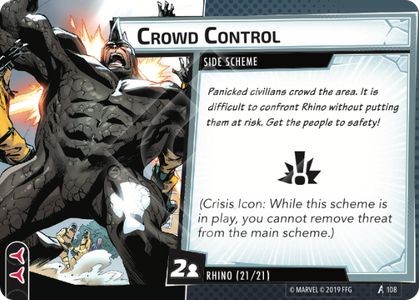 CROWD CONTROL
SIDE SCHEME
Panicked civilians crowd the area. It is
difficult to confront Rhino without putting
them at risk. Get the people to safety!
(Crisis Icon: While this scheme is
in play, you cannot remove threat
from the main scheme.)
2
RHINO (21/21)
© MARVEL © 2019 FFG
108